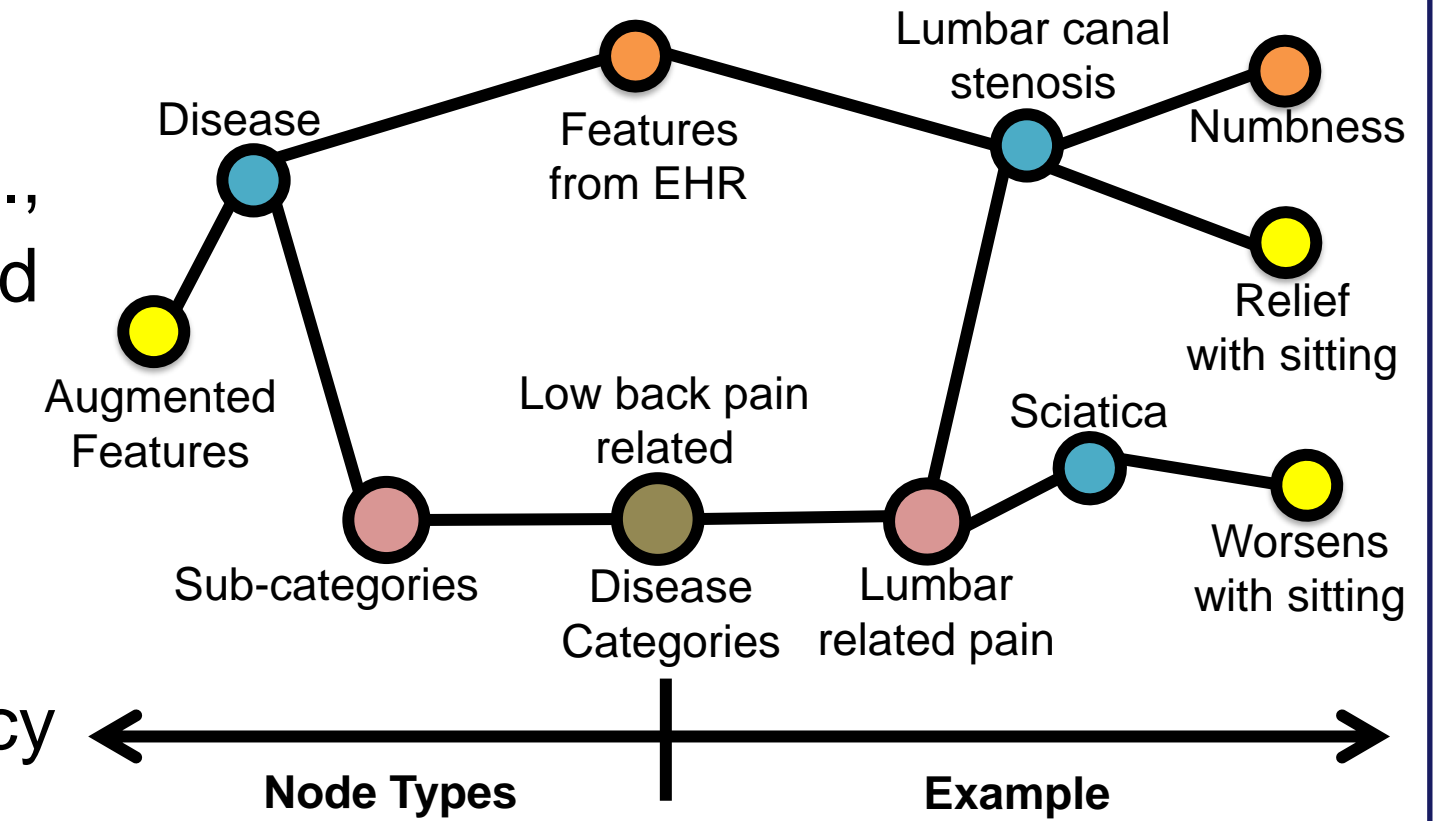 Lumbar canal
stenosis
Disease
Features
from EHR
Numbness
.,
d
Relief
with sitting
Augmented
Features
Low back pain
related
Sciatica
Sub-categories
Disease
Categories
Lumbar
related pain
Worsens
with sitting
cy
Node Types
Example